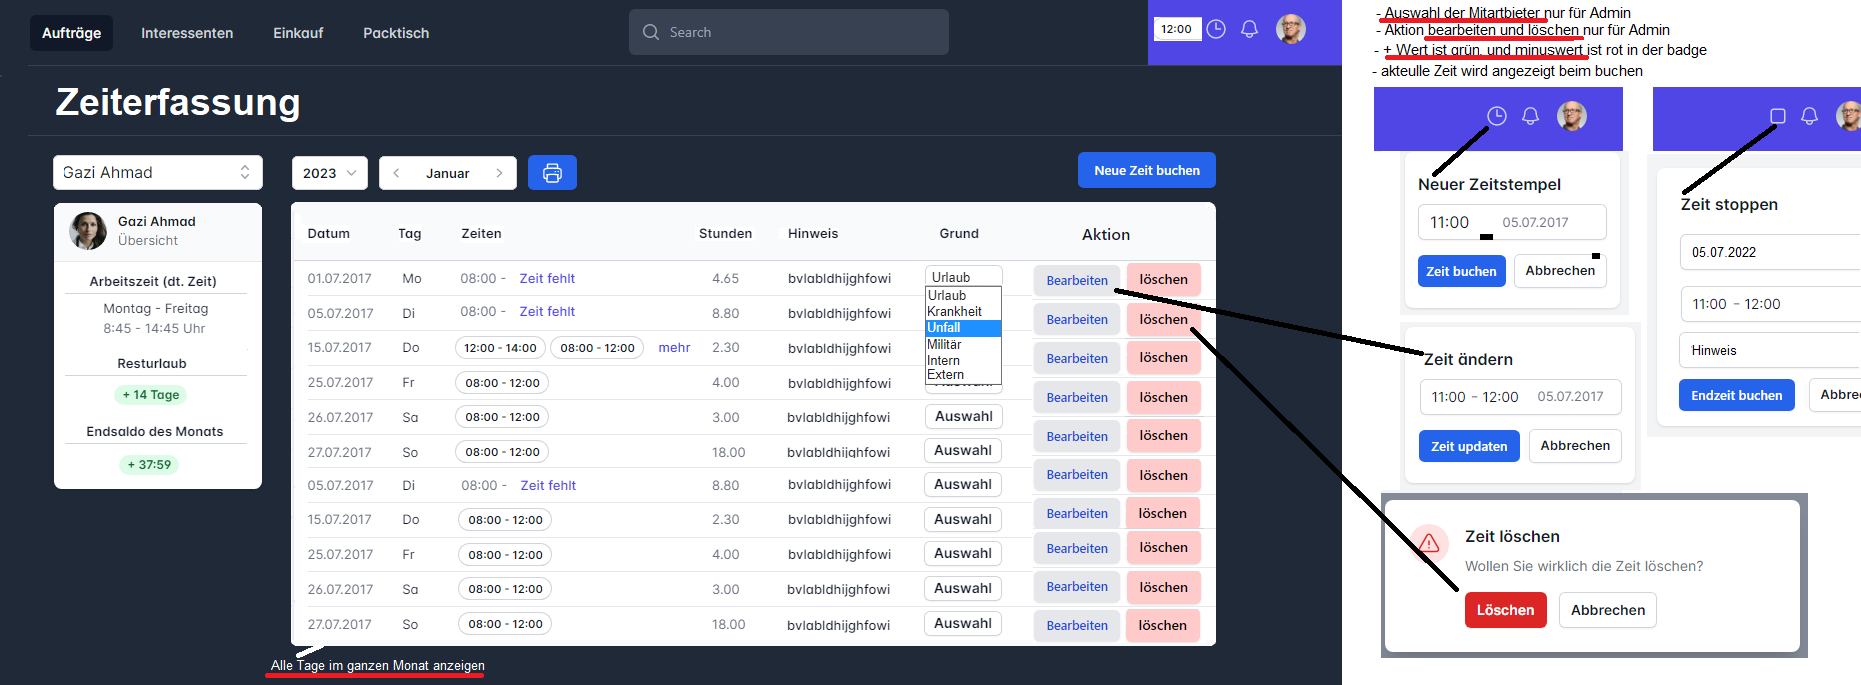 Aufträge Interessenten Einkauf Packtisch Search 12:00
Zeiterfassung
Gazi Ahmad 2023 Januar Neue Zeit buchen
Gazi Ahmad
Übersicht
Arbeitszeit (dt. Zeit)
Montag - Freitag
8:45 - 14:45 Uhr
Resturlaub
+ 14 Tage
Endsaldo des Monats
+ 37:59
Datum Tag Zeiten Stunden Hinweis Grund Aktion
01.07.2017 Mo 08:00 - Zeit fehlt 4.65 bvlabldhijghfowi Urlaub Bearbeiten löschen
05.07.2017 Di 08:00 - Zeit fehlt 8.80 bvlabldhijghfowi Bearbeiten löschen
15.07.2017 Do 12:00 - 14:00 08:00 - 12:00 mehr 2.30 bvlabldhijghfowi Bearbeiten löschen
25.07.2017 Fr 08:00 - 12:00 4.00 bvlabldhijghfowi Auswahl Bearbeiten löschen
26.07.2017 Sa 08:00 - 12:00 3.00 bvlabldhijghfowi Auswahl Bearbeiten löschen
27.07.2017 So 08:00 - 12:00 18.00 bvlabldhijghfowi Auswahl Bearbeiten löschen
05.07.2017 Di 08:00 - Zeit fehlt 8.80 bvlabldhijghfowi Auswahl Bearbeiten löschen
15.07.2017 Do 08:00 - 12:00 2.30 bvlabldhijghfowi Auswahl Bearbeiten löschen
25.07.2017 Fr 08:00 - 12:00 4.00 bvlabldhijghfowi Auswahl Bearbeiten löschen
26.07.2017 Sa 08:00 - 12:00 3.00 bvlabldhijghfowi Auswahl Bearbeiten löschen
27.07.2017 So 08:00 - 12:00 18.00 bvlabldhijghfowi Auswahl Bearbeiten löschen
Urlaub
Krankheit
Unfall
Militär
Intern
Extern
Alle Tage im ganzen Monat anzeigen
- Auswahl der Mitartbieter nur für Admin
- Aktion bearbeiten und löschen nur für Admin
- + Wert ist grün, und minuswert ist rot in der badge
- akteulle Zeit wird angezeigt beim buchen
Neuer Zeitstempel
11:00 05.07.2017
Zeit buchen Abbrechen
Zeit ändern
11:00 - 12:00 05.07.2017
Zeit updaten Abbrechen
Zeit stoppen
05.07.2022
11:00 - 12:00
Hinweis
Endzeit buchen Abbre
Zeit löschen
Wollen Sie wirklich die Zeit löschen?
Löschen Abbrechen